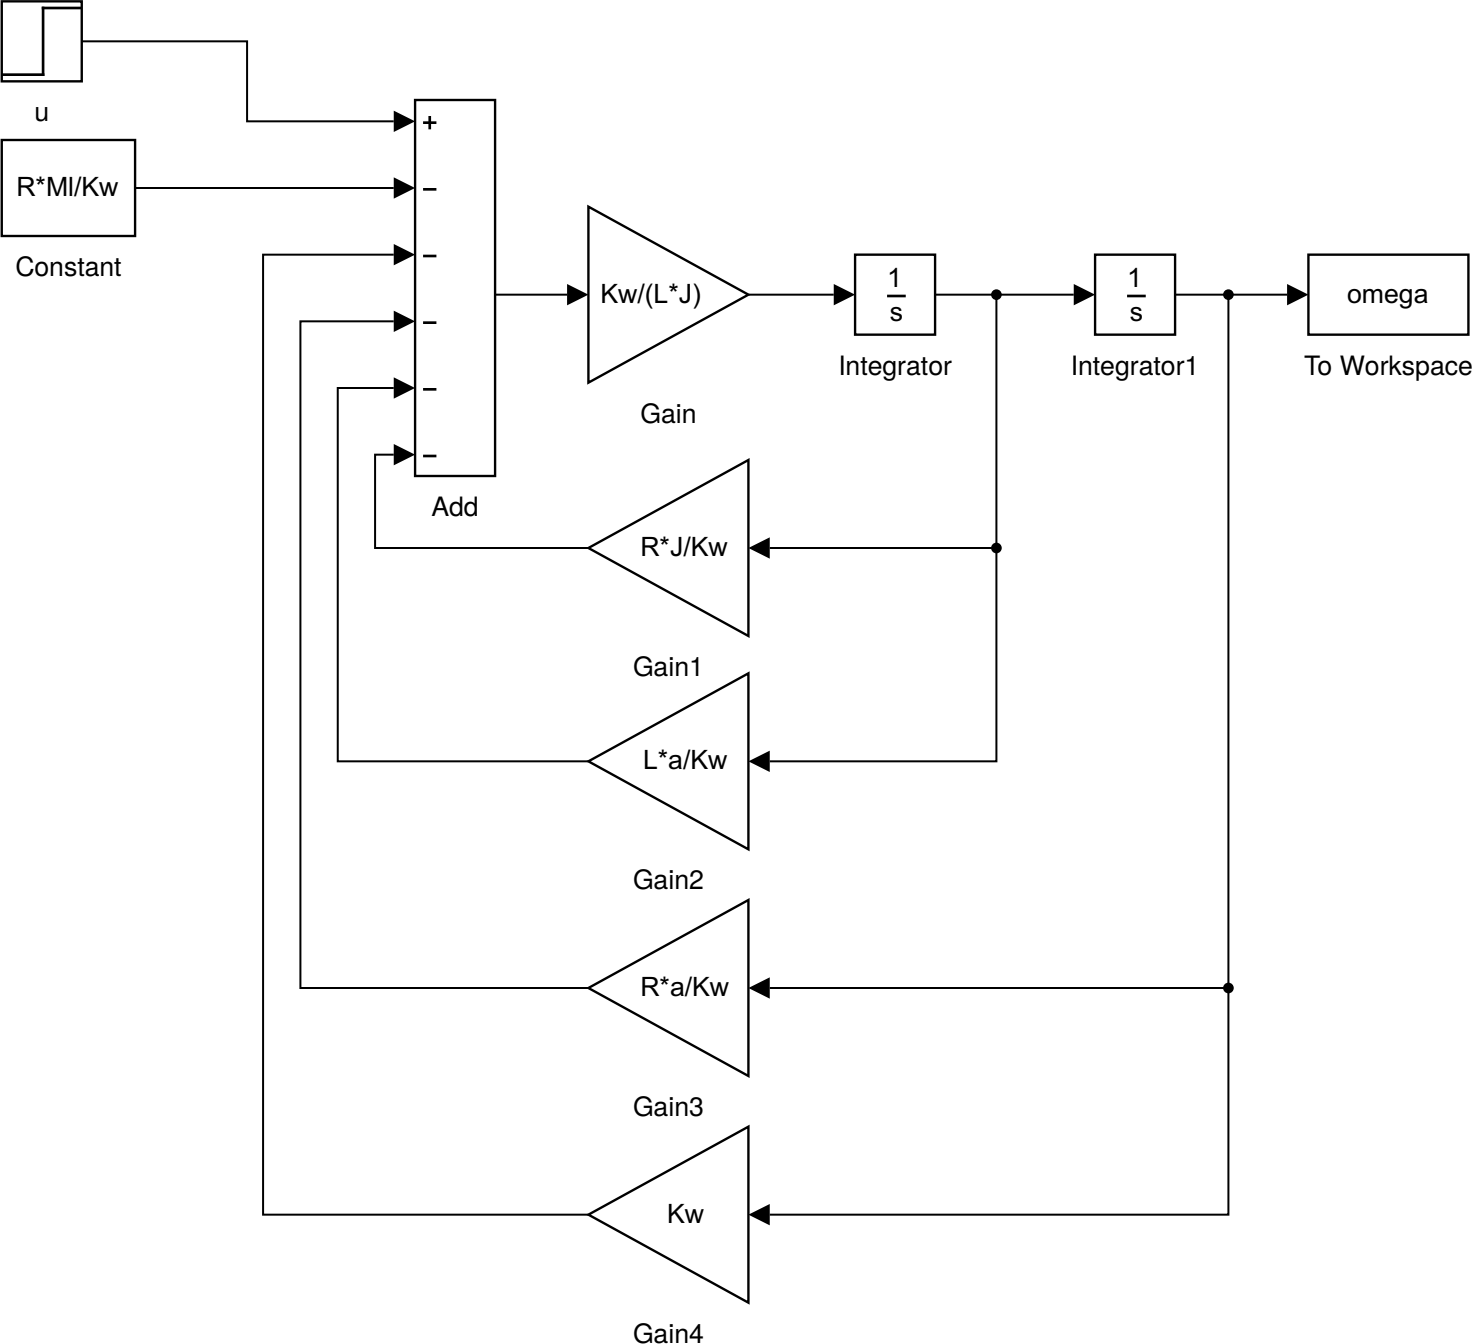 u
+
R*Ml/Kw
−
Constant
−
Kw/(L*J)
1
s
1
s
omega
−
Integrator
Integrator1
To Workspace
−
Gain
−
Add
R*J/Kw
Gain1
L*a/Kw
Gain2
R*a/Kw
Gain3
Kw
Gain4